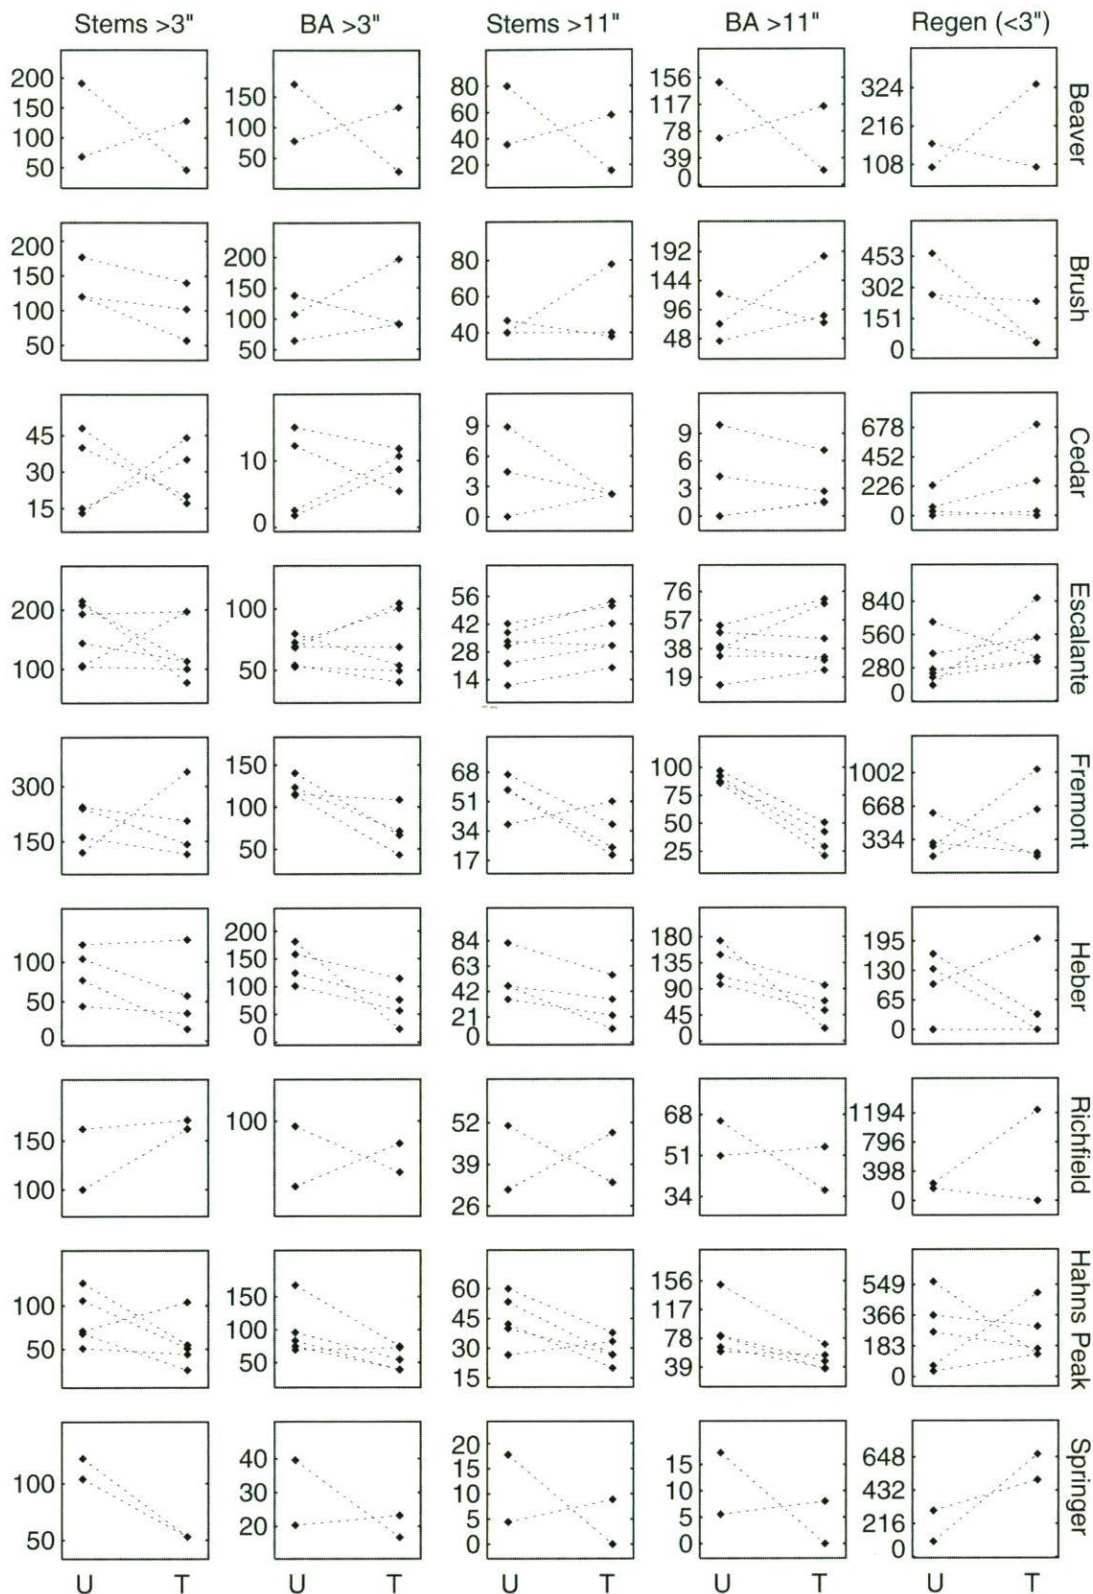 Stems >3" BA >3" Stems >11" BA >11" Regen (<3")
200 150 100 50 150 100 50 80 60 40 20 156 117 78 39 0 324 216 108 Beaver
200 150 100 50 200 150 100 50 80 60 40 192 144 96 48 453 302 151 0 Brush
45 30 15 10 0 9 6 3 0 9 6 3 0 678 452 226 0 Cedar
200 100 100 50 56 42 28 14 76 57 38 19 840 560 280 0 Escalante
300 150 150 100 50 68 51 34 17 100 75 50 25 1002 668 334 Fremont
100 50 0 200 150 100 50 0 84 63 42 21 0 180 135 90 45 0 195 130 65 0 Heber
150 100 100 52 39 26 68 51 34 1194 796 398 0 Richfield
100 50 150 100 50 60 45 30 15 156 117 78 39 549 366 183 0 Hahns Peak
100 50 40 30 20 20 15 10 5 0 15 10 5 0 648 432 216 0 Springer
U T U T U T U T U T